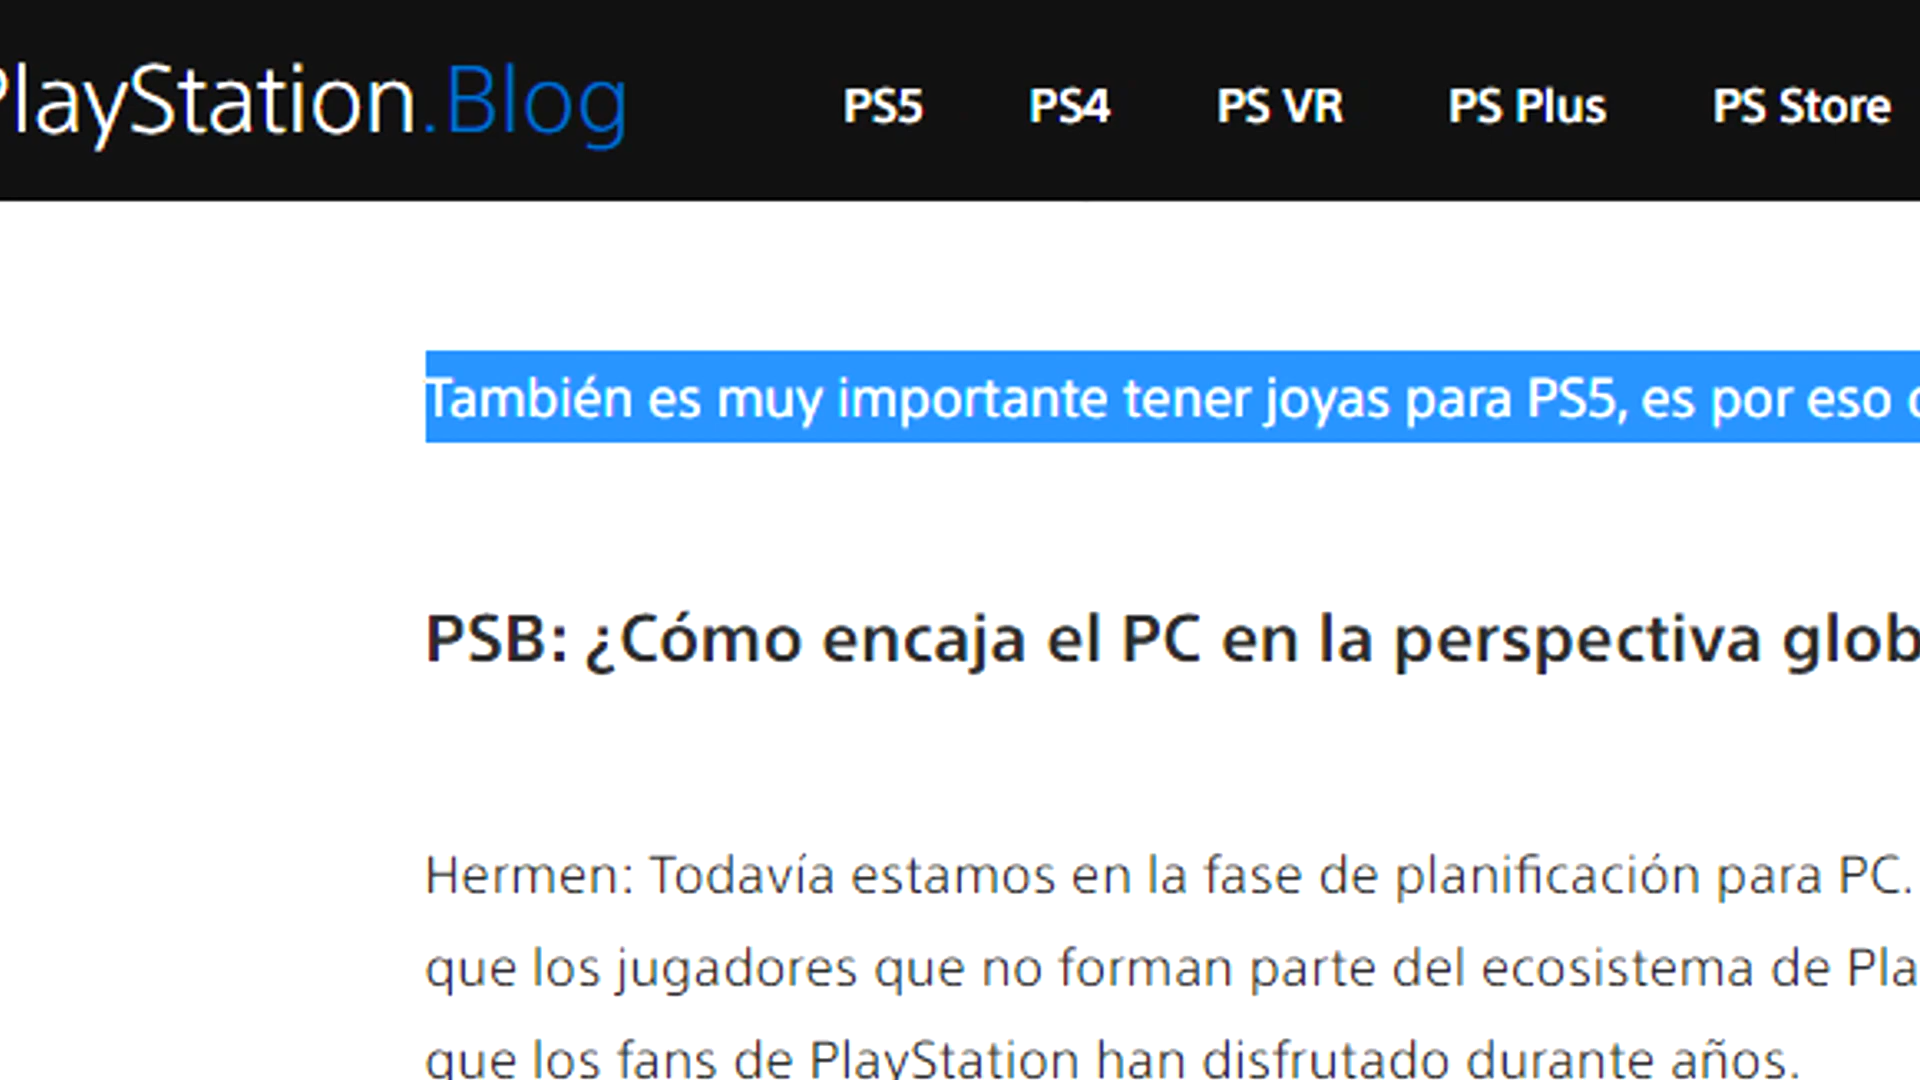 PlayStation.Blog PS5 PS4 PS VR PS Plus PS Store
También es muy importante tener joyas para PS5, es por eso
PSB: ¿Cómo encaja el PC en la perspectiva glob
Hermen: Todavía estamos en la fase de planificación para PC.
que los jugadores que no forman parte del ecosistema de Pla
que los fans de PlayStation han disfrutado durante años.